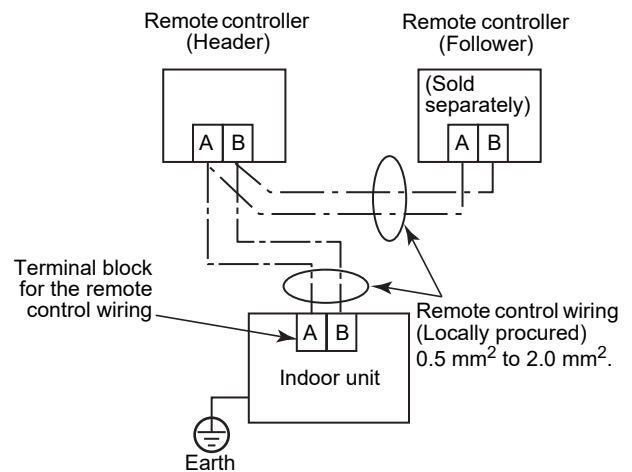 Remote controller
(Header)
Remote controller
(Follower)
(Sold
separately)
A B
A B
Terminal block
for the remote
control wiring
A B
Indoor unit
Remote control wiring
(Locally procured)
0.5 mm² to 2.0 mm².
Earth